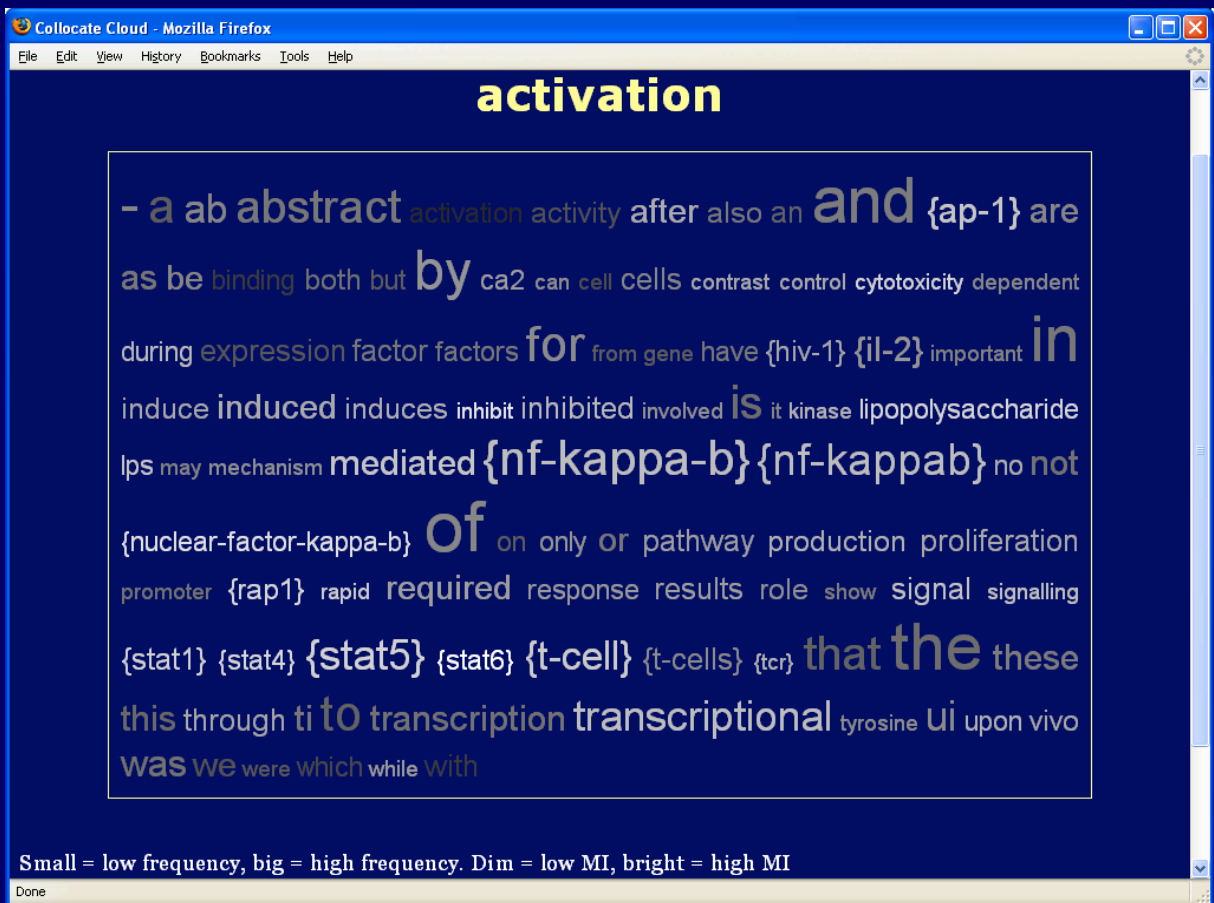 Collocate Cloud - Mozilla Firefox
File Edit View History Bookmarks Tools Help
activation
- a ab abstract activation activity after also an and {ap-1} are
as be binding both but by ca2 can cell cells contrast control cytotoxicity dependent
during expression factor factors for from gene have {hiv-1} {il-2} important in
induce induced induces inhibit inhibited involved is it kinase lipopolysaccharide
lps may mechanism mediated {nf-kappa-b} {nf-kappab} no not
{nuclear-factor-kappa-b} of on only or pathway production proliferation
promoter {rap1} rapid required response results role show signal signalling
{stat1} {stat4} {stat5} {stat6} {t-cell} {t-cells} {tcr} that the these
this through ti to transcription transcriptional tyrosine ui upon vivo
was we were which while with
Small = low frequency, big = high frequency. Dim = low MI, bright = high MI
Done